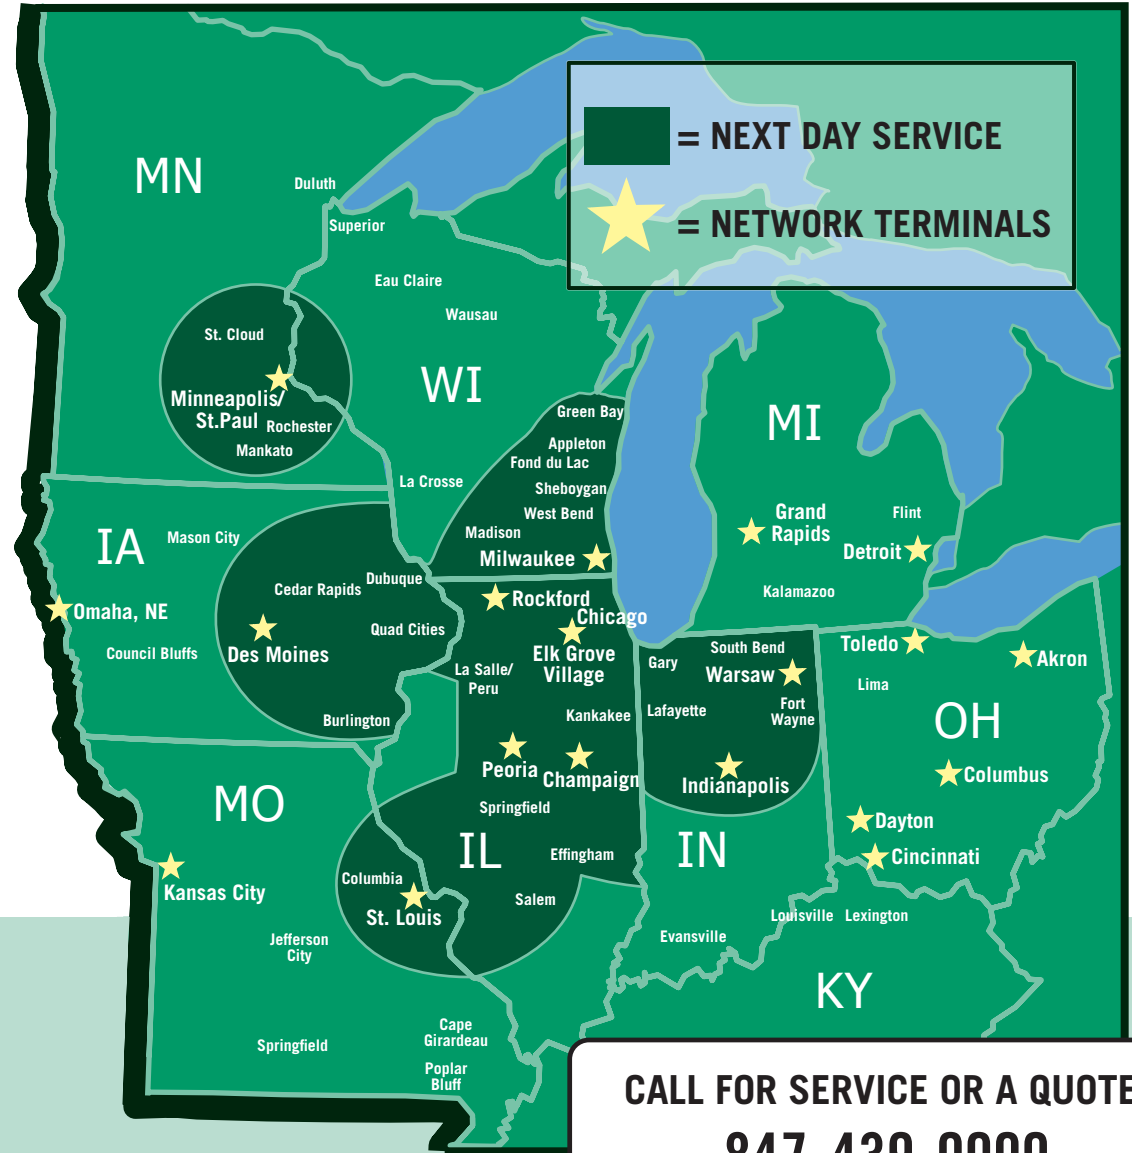 = NEXT DAY SERVICE
= NETWORK TERMINALS
MN
Duluth
Superior
Eau Claire
Wausau
St. Cloud
Minneapolis/
St.Paul
Rochester
Mankato
WI
Green Bay
Appleton
Fond du Lac
Sheboygan
West Bend
Madison
Milwaukee
La Crosse
MI
Grand
Rapids
Flint
Detroit
Kalamazoo
IA
Mason City
Cedar Rapids
Dubuque
Omaha, NE
Quad Cities
Council Bluffs
Des Moines
Burlington
Rockford
Chicago
Elk Grove
Village
La Salle/
Peru
Kankakee
Peoria
Champaign
Springfield
IL
Effingham
Salem
South Bend
Gary
Warsaw
Lafayette
Fort
Wayne
Indianapolis
IN
Evansville
Toledo
Akron
Lima
OH
Columbus
Dayton
Cincinnati
Louisville
Lexington
KY
MO
Kansas City
Columbia
St. Louis
Jefferson
City
Springfield
Cape
Girardeau
Poplar
Bluff
CALL FOR SERVICE OR A QUOTE